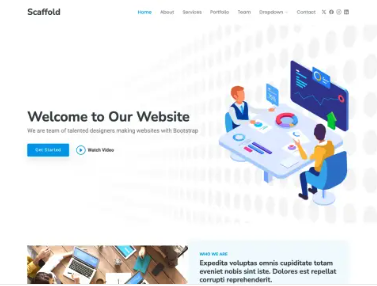 Scaffold
Home About Services Portfolio Team Dropdown Contact
Welcome to Our Website
We are team of talented designers making websites with Bootstrap
Get Started Watch Video
WHO WE ARE
Expedita voluptas emnis cupiditate totam
eveniet nobis sint iste. Dolores est repellat
corrupti reprehenderit.